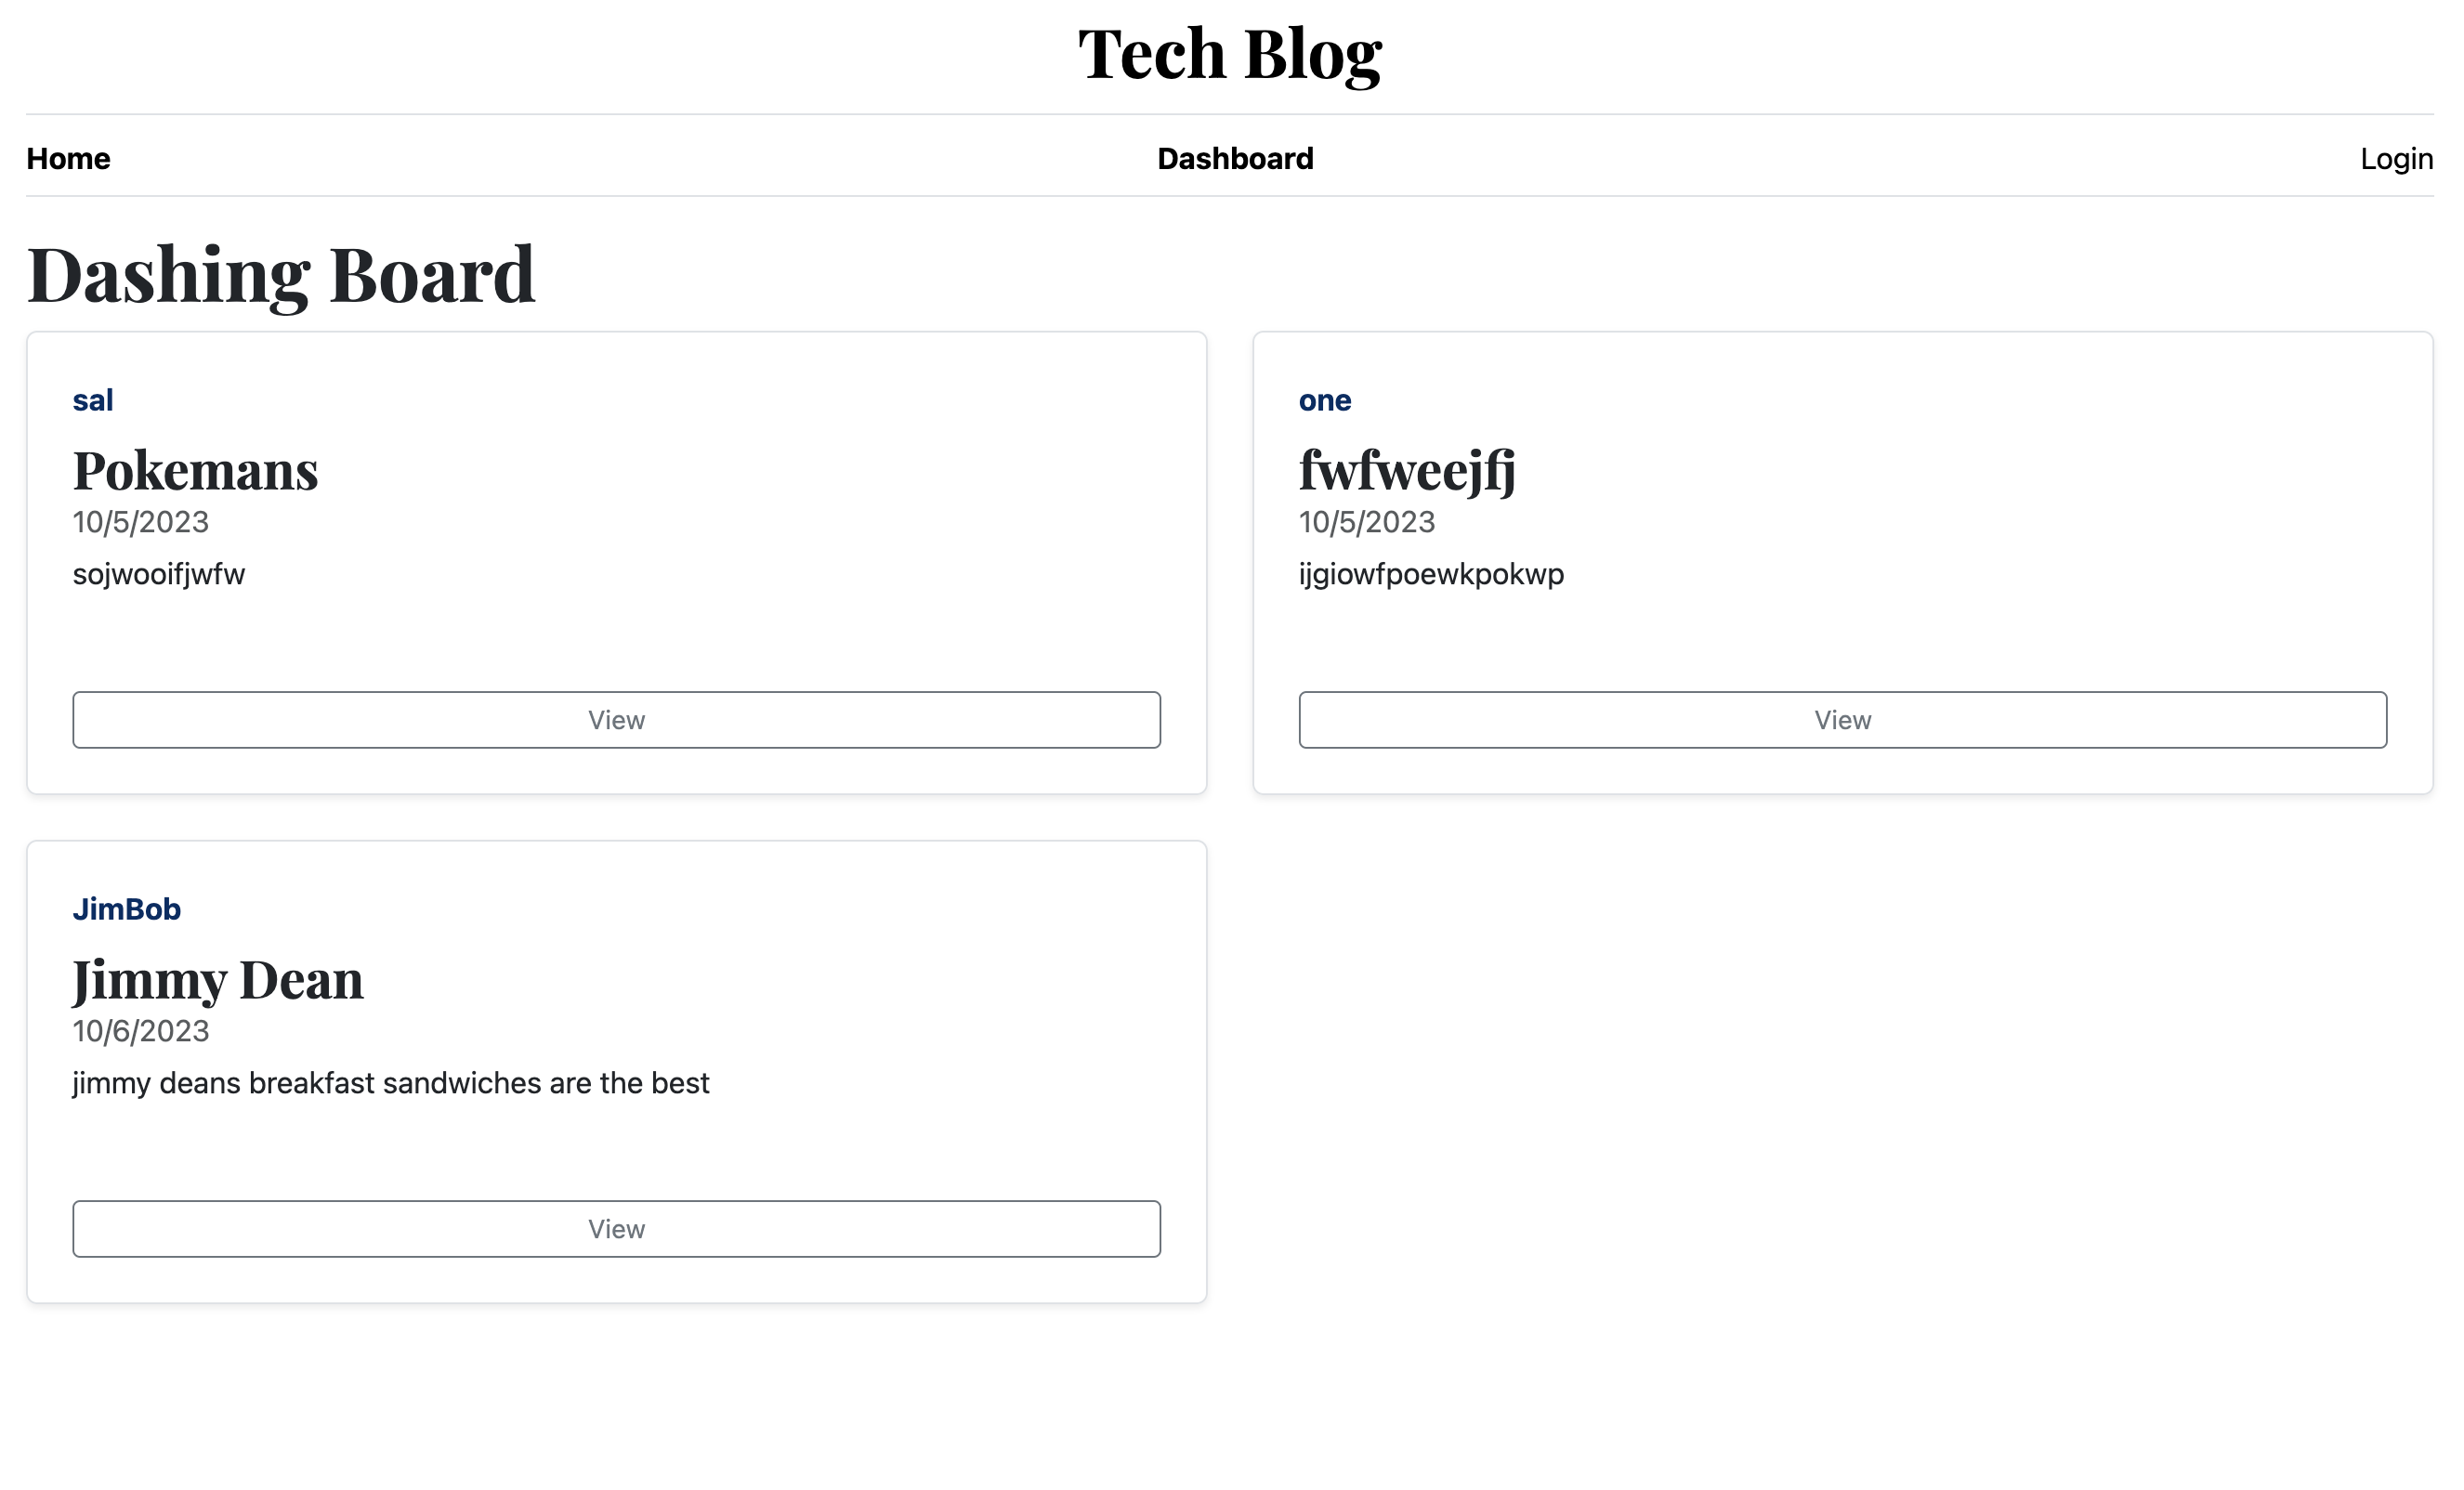 Tech Blog
Home Dashboard Login
Dashing Board
sal
Pokemans
10/5/2023
sojwooifjwfw
View
one
fwfweejfj
10/5/2023
ijgiowfpoewkpokwp
View
JimBob
Jimmy Dean
10/6/2023
jimmy deans breakfast sandwiches are the best
View